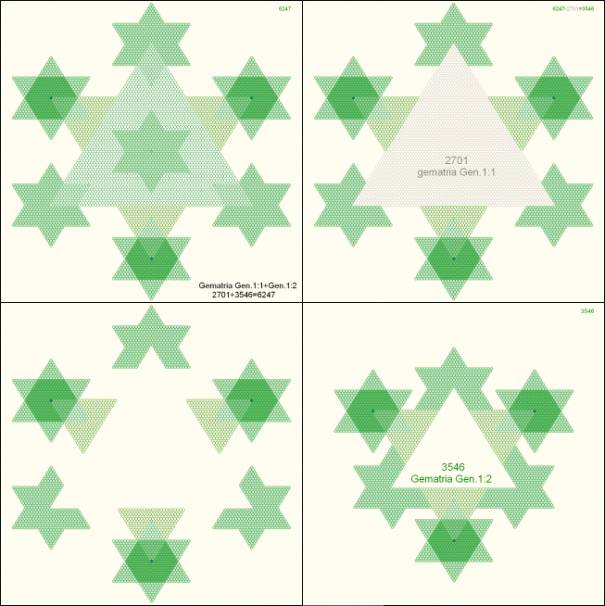 6247
6247-2701=3546
2701
gematria Gen.1:1
Gematria Gen.1:1+Gen.1:2
2701+3546=6247
3546
3546
Gematria Gen.1:2